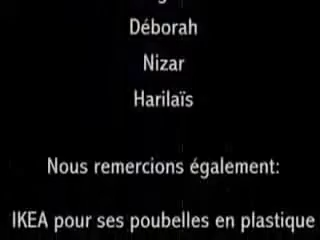 Déborah
Nizar
Harilaïs
Nous remercions également:
IKEA pour ses poubelles en plastique